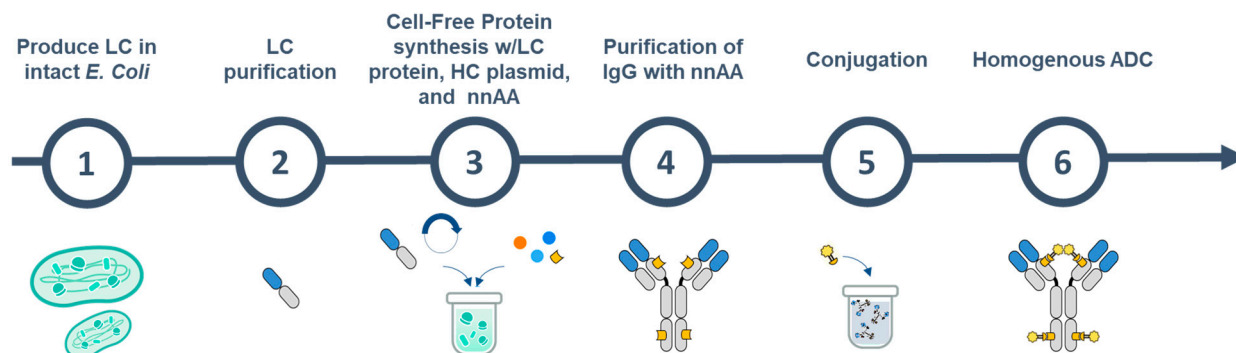 Produce LC in
intact E. Coli
LC
purification
Cell-Free Protein
synthesis w/LC
protein, HC plasmid,
and nnAA
Purification of
IgG with nnAA
Conjugation
Homogenous ADC
1
2
3
4
5
6